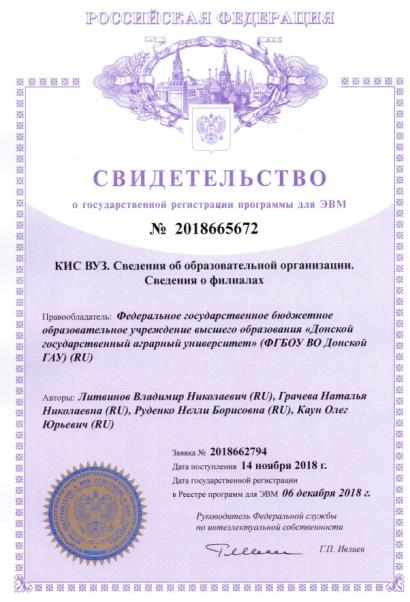 РОССИЙСКАЯ ФЕДЕРАЦИЯ
СВИДЕТЕЛЬСТВО
о государственной регистрации программы для ЭВМ
№ 2018665672
КИС ВУЗ. Сведения об образовательной организации.
Сведения о филиалах
Правообладатель: Федеральное государственное бюджетное
образовательное учреждение высшего образования «Донской
государственный аграрный университет» (ФГБОУ ВО Донской
ГАУ) (RU)
Авторы: Литвинов Владимир Николаевич (RU), Грачева Наталья
Николаевна (RU), Руденко Нелли Борисовна (RU), Каун Олег
Юрьевич (RU)
Заявка № 2018662794
Дата поступления 14 ноября 2018 г.
Дата государственной регистрации
в Реестре программ для ЭВМ 06 декабря 2018 г.
Руководитель Федеральной службы
по интеллектуальной собственности
Г.П. Ивлиев